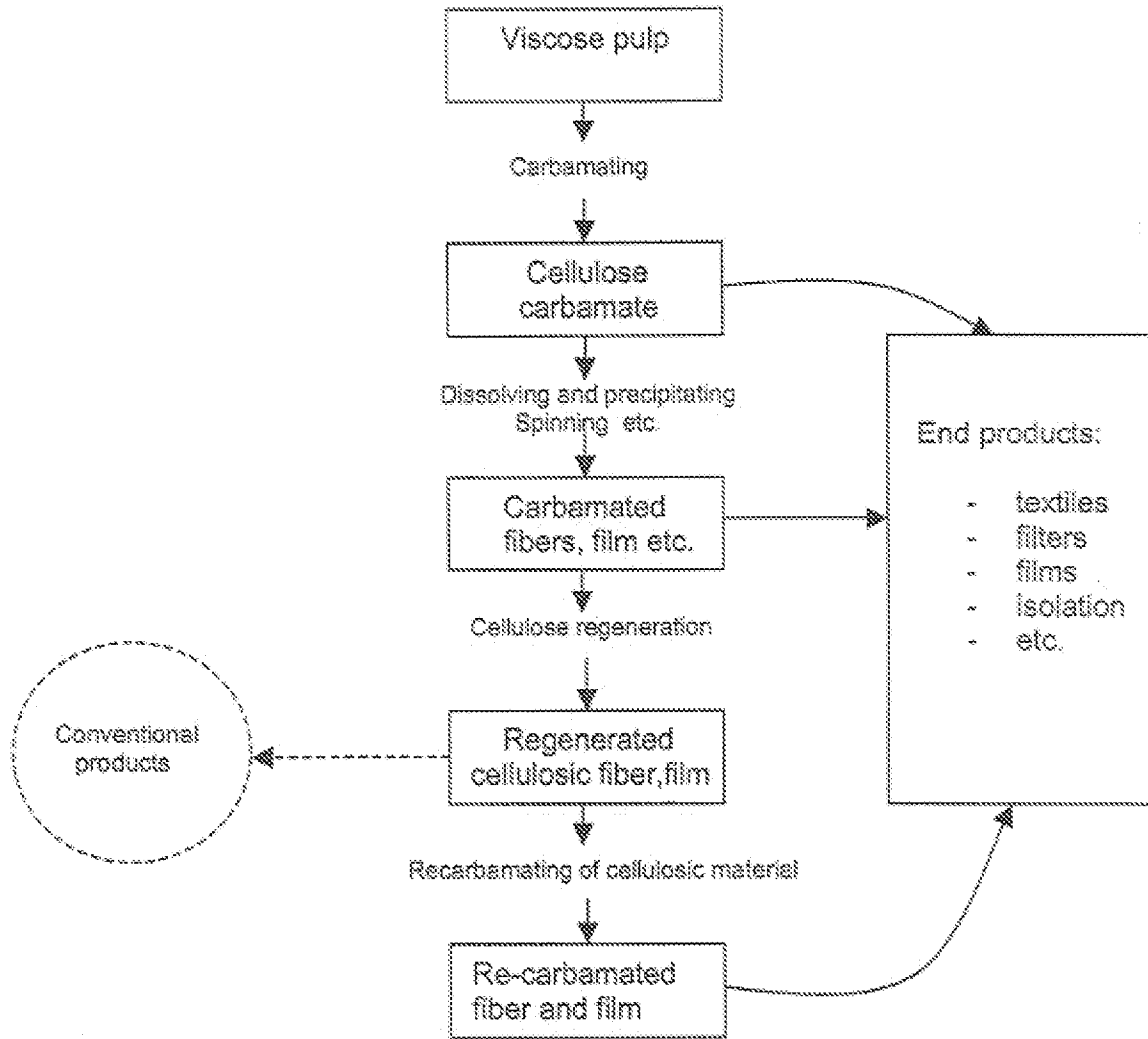 Viscose pulp
Carbamating
Cellulose
carbamate
Dissolving and precipitating
Spinning etc.
Carbamated
fibers, film etc.
Cellulose regeneration
Regenerated
cellulosic fiber,film
Recarbamating of cellulosic material
Re-carbamated
fiber and film
Conventional
products
End products:
- textiles
- filters
- films
- isolation
- etc.